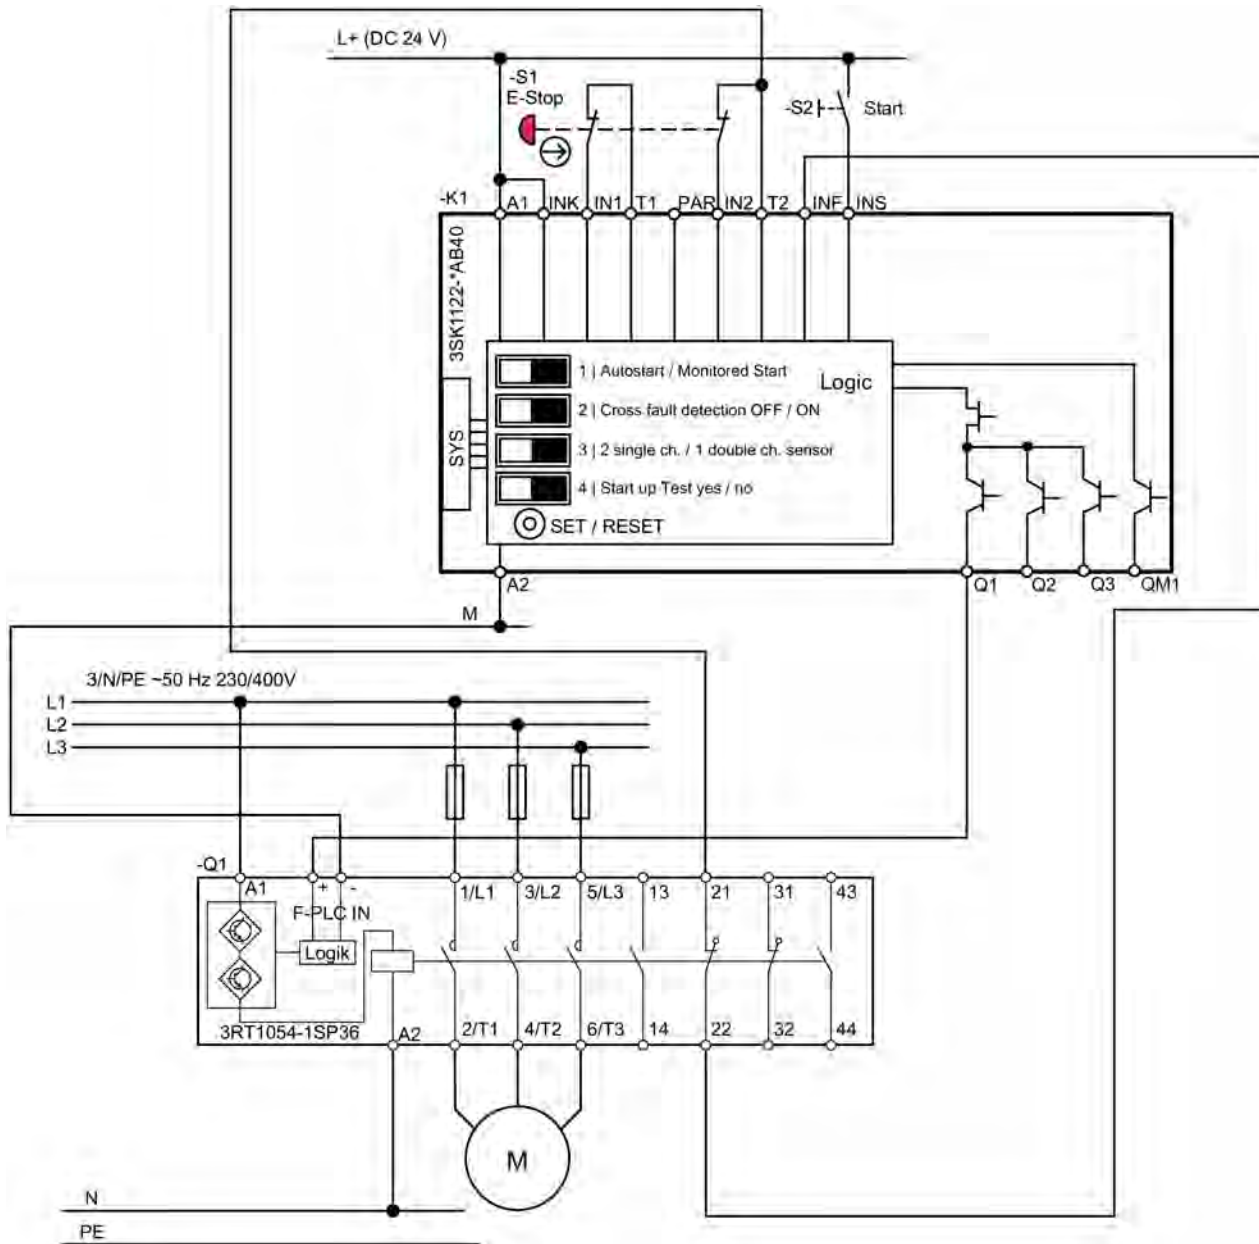 L+ (DC 24 V)
-S1
E-Stop
-S2
Start
-K1
A1
INK
IN1
T1
PAR
IN2
T2
INF
INS
3SK1122-*AB40
SYS
1 | Autostart / Monitored Start
Logic
2 | Cross fault detection OFF / ON
3 | 2 single ch. / 1 double ch. sensor
4 | Start up Test yes / no
SET / RESET
A2
Q1
Q2
Q3
QM1
M
3/N/PE ~50 Hz 230/400V
L1
L2
L3
-Q1
A1
+
-
1/L1
3/L2
5/L3
13
21
31
43
F-PLC IN
Logik
3RT1054-1SP36
A2
2/T1
4/T2
6/T3
14
22
32
44
M
N
PE